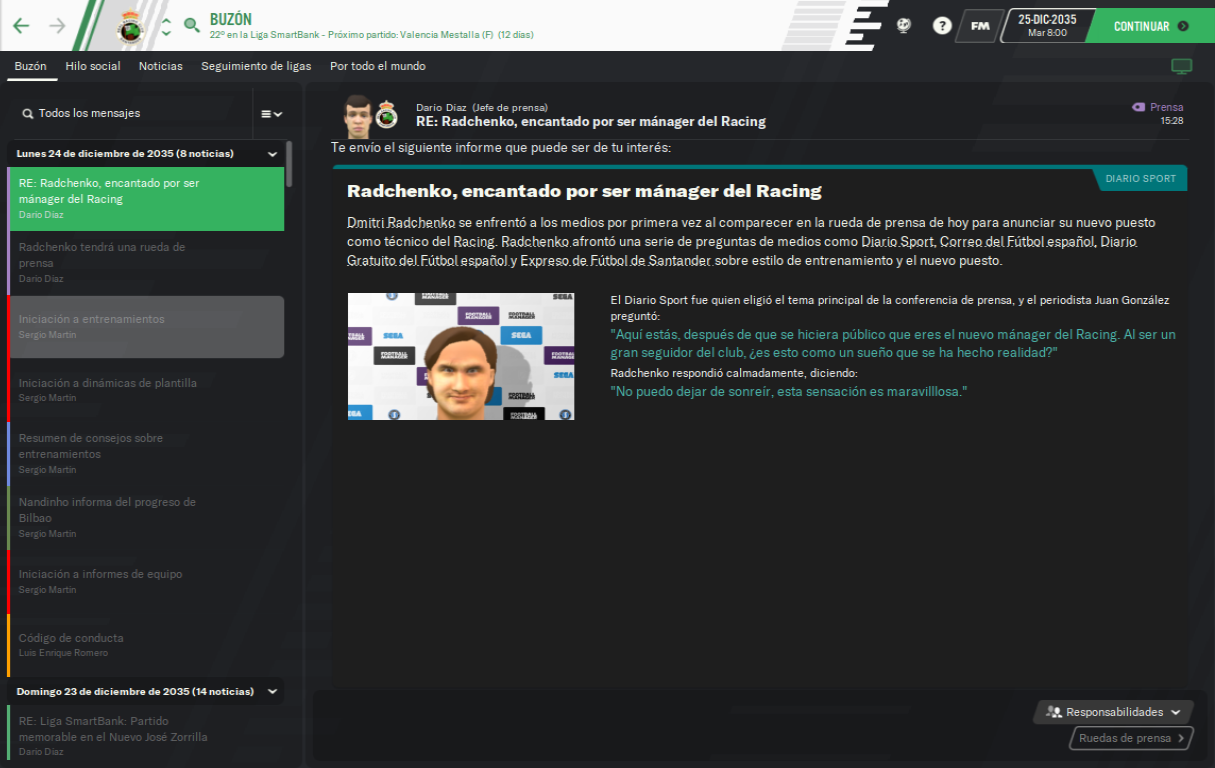 BUZÓN
22º en la Liga SmartBank - Próximo partido: Valencia Mestalla (F) (12 días)
FM
25-DIC-2035
Mar 8:00
CONTINUAR
Buzón
Hilo social
Noticias
Seguimiento de ligas
Por todo el mundo
Todos los mensajes
Lunes 24 de diciembre de 2035 (8 noticias)
RE: Radchenko, encantado por ser
mánager del Racing
Darío Díaz
Radchenko tendrá una rueda de
prensa
Darío Díaz
Iniciación a entrenamientos
Sergio Martín
Iniciación a dinámicas de plantilla
Sergio Martín
Resumen de consejos sobre
entrenamientos
Sergio Martín
Nandinho informa del progreso de
Bilbao
Sergio Martín
Iniciación a informes de equipo
Sergio Martín
Código de conducta
Luis Enrique Romero
Domingo 23 de diciembre de 2035 (14 noticias)
RE: Liga SmartBank: Partido
memorable en el Nuevo José Zorrilla
Darío Díaz
Darío Díaz (Jefe de prensa)
RE: Radchenko, encantado por ser mánager del Racing
Prensa
15:28
Te envío el siguiente informe que puede ser de tu interés:
DIARIO SPORT
Radchenko, encantado por ser mánager del Racing
Dmitri Radchenko se enfrentó a los medios por primera vez al comparecer en la rueda de prensa de hoy para anunciar su nuevo puesto
como técnico del Racing. Radchenko afrontó una serie de preguntas de medios como Diario Sport, Correo del Fútbol español, Diario
Gratuito del Fútbol español y Expreso de Fútbol de Santander sobre estilo de entrenamiento y el nuevo puesto.
El Diario Sport fue quien eligió el tema principal de la conferencia de prensa, y el periodista Juan González
preguntó:
"Aquí estás, después de que se hiciera público que eres el nuevo mánager del Racing. Al ser un
gran seguidor del club, ¿es esto como un sueño que se ha hecho realidad?"
Radchenko respondió calmadamente, diciendo:
"No puedo dejar de sonreír, esta sensación es maravilllosa."
SEGA
FOOTBALL
MANAGER
SEGA
SEGA
FOOTBALL
MANAGER
SEGA
Responsabilidades
Ruedas de prensa